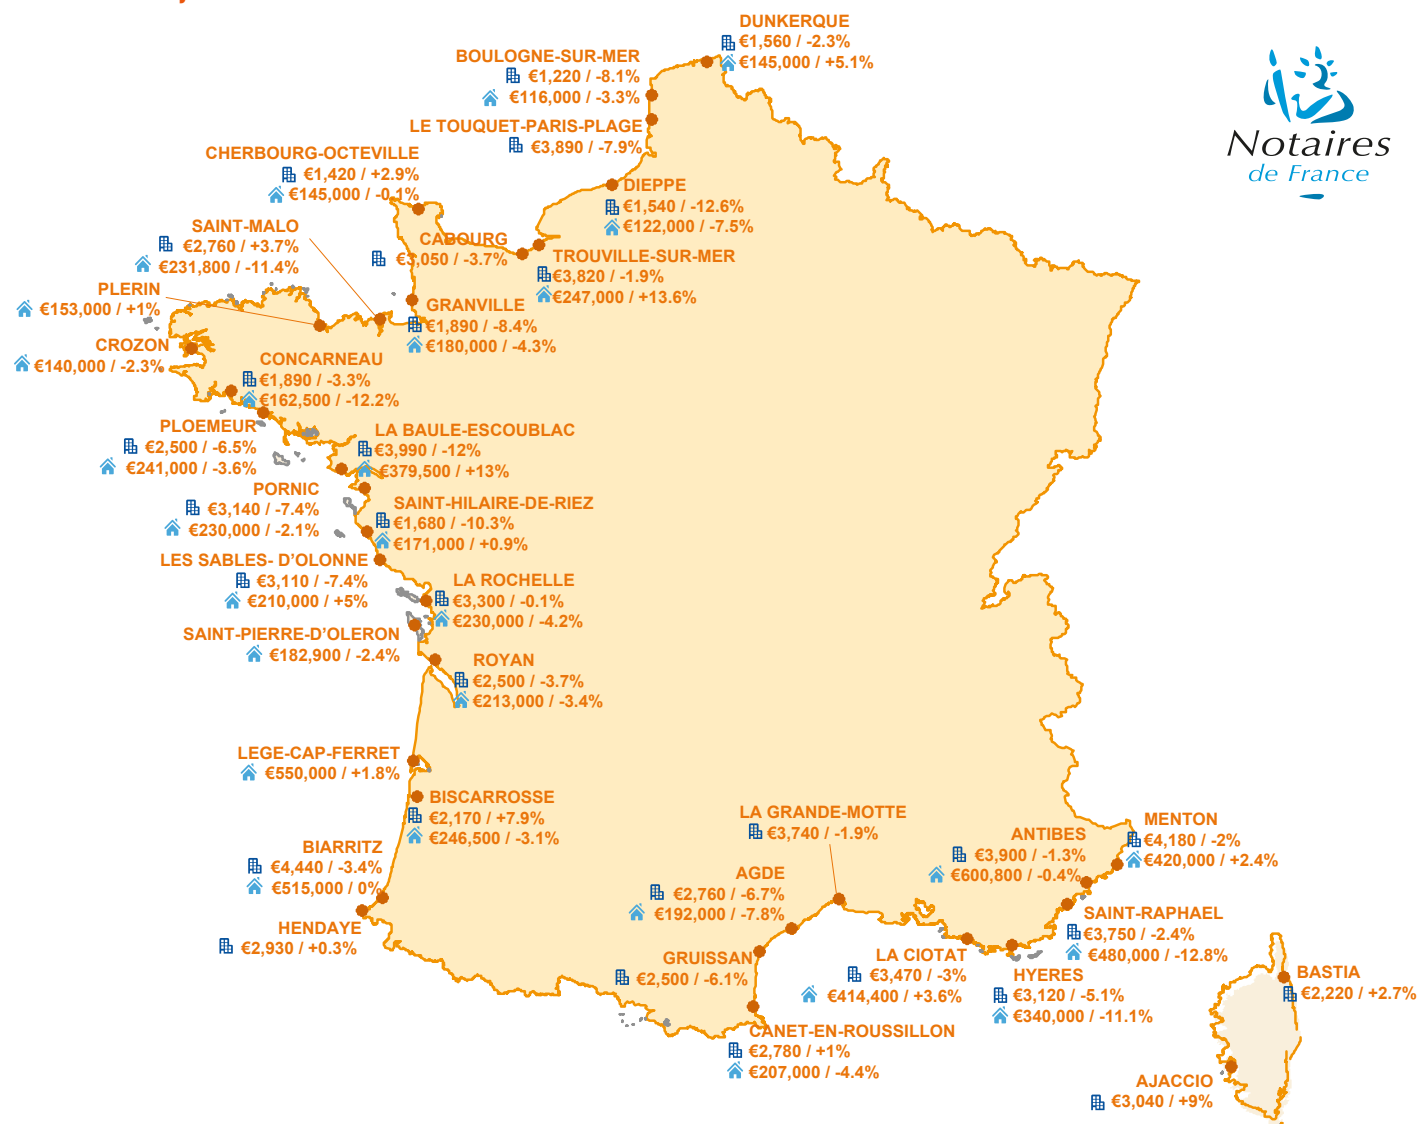 DUNKERQUE
€1,560 / -2.3%
€145,000 / +5.1%
BOULOGNE-SUR-MER
€1,220 / -8.1%
€116,000 / -3.3%
LE TOUQUET-PARIS-PLAGE
€3,890 / -7.9%
Notaires
de France
CHERBOURG-OCTEVILLE
€1,420 / +2.9%
€145,000 / -0.1%
DIEPPE
€1,540 / -12.6%
€122,000 / -7.5%
SAINT-MALO
€2,760 / +3.7%
€231,800 / -11.4%
CABOURG
€3,050 / -3.7%
TROUVILLE-SUR-MER
€3,820 / -1.9%
€247,000 / +13.6%
PLERIN
€153,000 / +1%
GRANVILLE
€1,890 / -8.4%
€180,000 / -4.3%
CROZON
€140,000 / -2.3%
CONCARNEAU
€1,890 / -3.3%
€162,500 / -12.2%
PLOEMEUR
€2,500 / -6.5%
€241,000 / -3.6%
LA BAULE-ESCOUBLAC
€3,990 / -12%
€379,500 / +13%
PORNIC
€3,140 / -7.4%
€230,000 / -2.1%
SAINT-HILAIRE-DE-RIEZ
€1,680 / -10.3%
€171,000 / +0.9%
LES SABLES- D’OLONNE
€3,110 / -7.4%
€210,000 / +5%
LA ROCHELLE
€3,300 / -0.1%
€230,000 / -4.2%
SAINT-PIERRE-D’OLERON
€182,900 / -2.4%
ROYAN
€2,500 / -3.7%
€213,000 / -3.4%
LEGE-CAP-FERRET
€550,000 / +1.8%
BISCARROSSE
€2,170 / +7.9%
€246,500 / -3.1%
BIARRITZ
€4,440 / -3.4%
€515,000 / 0%
HENDAYE
€2,930 / +0.3%
LA GRANDE-MOTTE
€3,740 / -1.9%
AGDE
€2,760 / -6.7%
€192,000 / -7.8%
GRUISSAN
€2,500 / -6.1%
CANET-EN-ROUSSILLON
€2,780 / +1%
€207,000 / -4.4%
MENTON
€4,180 / -2%
€420,000 / +2.4%
ANTIBES
€3,900 / -1.3%
€600,800 / -0.4%
SAINT-RAPHAEL
€3,750 / -2.4%
€480,000 / -12.8%
LA CIOTAT
€3,470 / -3%
€414,400 / +3.6%
HYERES
€3,120 / -5.1%
€340,000 / -11.1%
BASTIA
€2,220 / +2.7%
AJACCIO
€3,040 / +9%